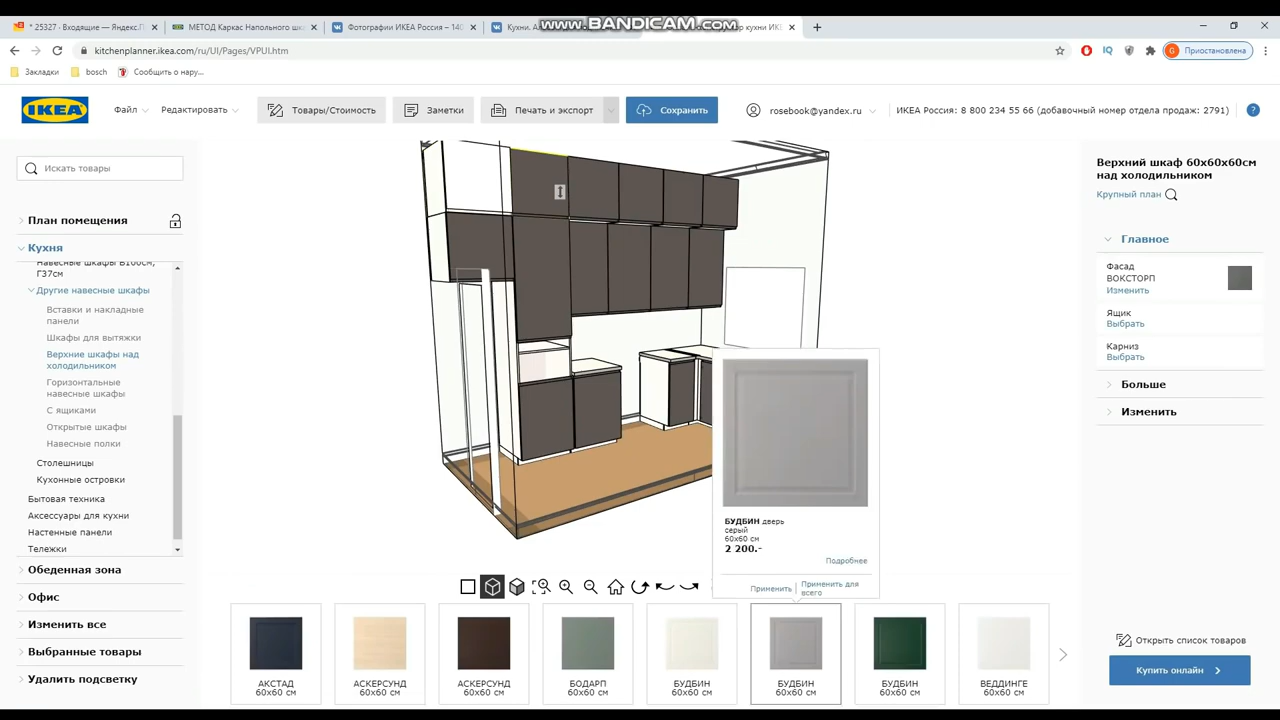 * 25327 - Входящие — Яндекс.П
МЕТОД Каркас Напольного шка
Фотографии ИКЕА Россия – 140
Кухни. А
WWW.BANDICAM.COM
кухни ИКЕ
kitchenplanner.ikea.com/ru/UI/Pages/VPUI.htm
Приостановлена
Закладки
bosch
Сообщить о нару...
IKEA
Файл
Редактировать
Товары/Стоимость
Заметки
Печать и экспорт
Сохранить
rosebook@yandex.ru
ИКЕА Россия: 8 800 234 55 66 (добавочный номер отдела продаж: 2791)
Искать товары
План помещения
Кухня
Навесные шкафы В100см,
Г37см
Другие навесные шкафы
Вставки и накладные
панели
Шкафы для вытяжки
Верхние шкафы над
холодильником
Горизонтальные
навесные шкафы
С ящиками
Открытые шкафы
Навесные полки
Столешницы
Кухонные островки
Бытовая техника
Аксессуары для кухни
Настенные панели
Тележки
Обеденная зона
Офис
Изменить все
Выбранные товары
Удалить подсветку
Верхний шкаф 60x60x60см
над холодильником
Крупный план
Главное
Фасад
ВОКСТОРП
Изменить
Ящик
Выбрать
Карниз
Выбрать
Больше
Изменить
БУДБИН дверь
серый
60x60 см
2 200.-
Подробнее
Применить
Применить для
всего
АКСТАД
60x60 см
АСКЕРСУНД
60x60 см
АСКЕРСУНД
60x60 см
БОДАРП
60x60 см
БУДБИН
60x60 см
БУДБИН
60x60 см
БУДБИН
60x60 см
ВЕДДИНГЕ
60x60 см
Открыть список товаров
Купить онлайн